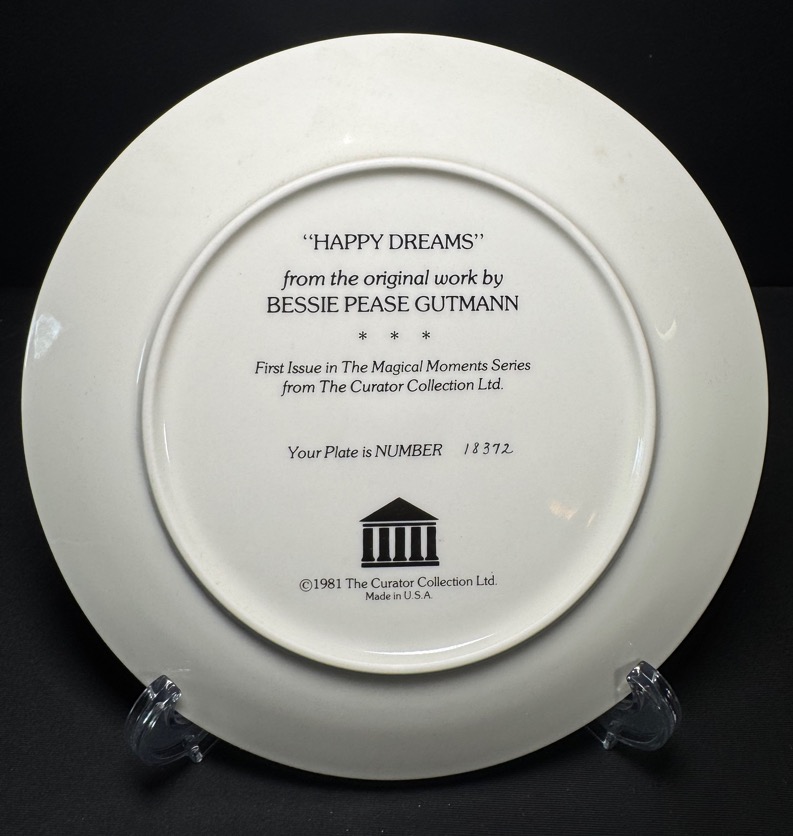 ‘‘HAPPY DREAMS’’
from the original work by
BESSIE PEASE GUTMANN
* * *
First Issue in The Magical Moments Series
from The Curator Collection Ltd.
Your Plate is NUMBER 18372
©1981 The Curator Collection Ltd.
Made in U.S.A.